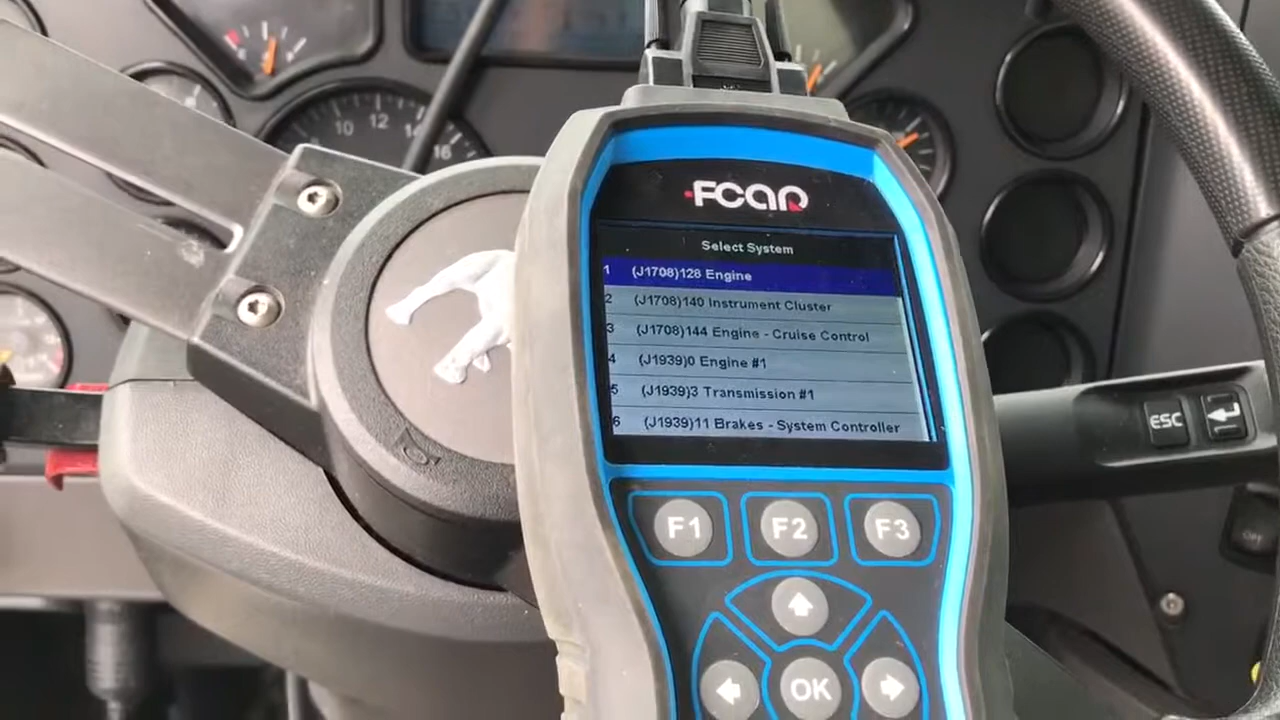 10 12 14 16
FCAR
Select System
1 (J1708)128 Engine
2 (J1708)140 Instrument Cluster
3 (J1708)144 Engine - Cruise Control
4 (J1939)0 Engine #1
5 (J1939)3 Transmission #1
6 (J1939)11 Brakes - System Controller
ESC
F1 F2 F3
OK